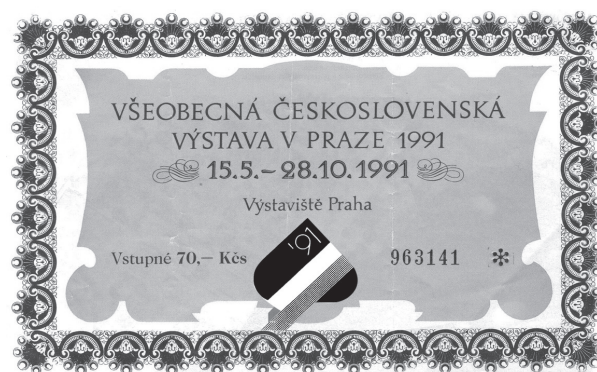 VŠEOBECNÁ ČESKOSLOVENSKÁ
VÝSTAVA V PRAZE 1991
15.5.–28.10.1991
Výstaviště Praha
'91
Vstupné 70,– Kčs 963141 *